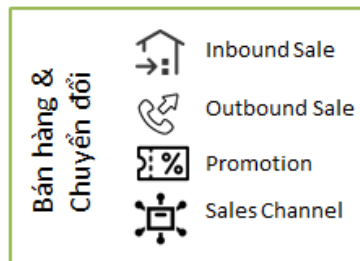 Bán hàng &
Chuyển đổi
Inbound Sale
Outbound Sale
%
Promotion
Sales Channel